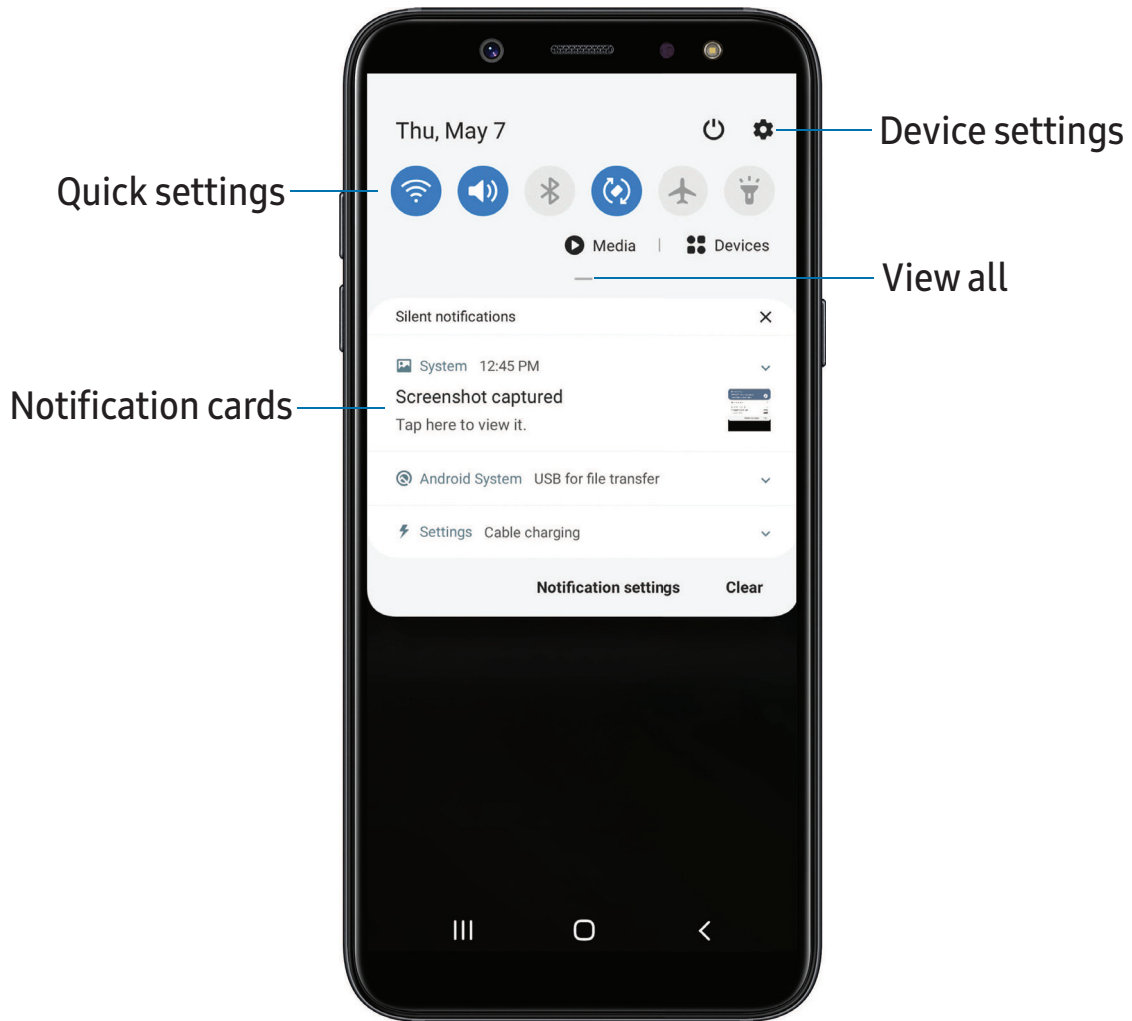 Thu, May 7
Device settings
Quick settings
Media | Devices
View all
Silent notifications
System 12:45 PM
Notification cards
Screenshot captured
Tap here to view it.
Android System USB for file transfer
Settings Cable charging
Notification settings Clear